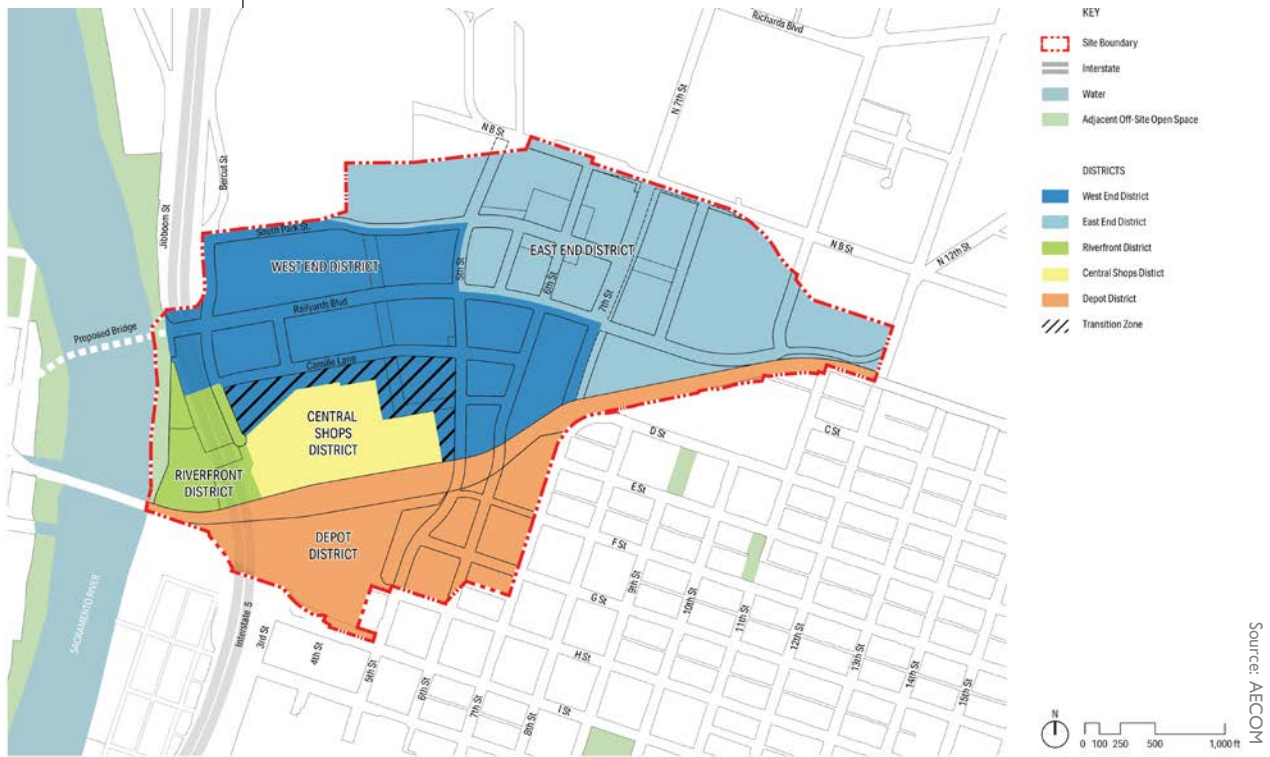 Richards Blvd
N 7th St
N B St
Bercut St
Jibboom St
South Park St.
WEST END DISTRICT
EAST END DISTRICT
N B St
N 12th St
5th St
6th St
7th St
Railyards Blvd
Proposed Bridge
Camille Lane
CENTRAL
SHOPS
DISTRICT
RIVERFRONT
DISTRICT
DEPOT
DISTRICT
SACRAMENTO RIVER
Interstate 5
C St
D St
E St
F St
G St
H St
I St
3rd St
4th St
5th St
6th St
7th St
8th St
9th St
10th St
11th St
12th St
13th St
14th St
15th St
KEY
Site Boundary
Interstate
Water
Adjacent Off-Site Open Space
DISTRICTS
West End District
East End District
Riverfront District
Central Shops Distict
Depot District
Transition Zone
N
0 100 250 500 1,000 ft
Source: AECOM